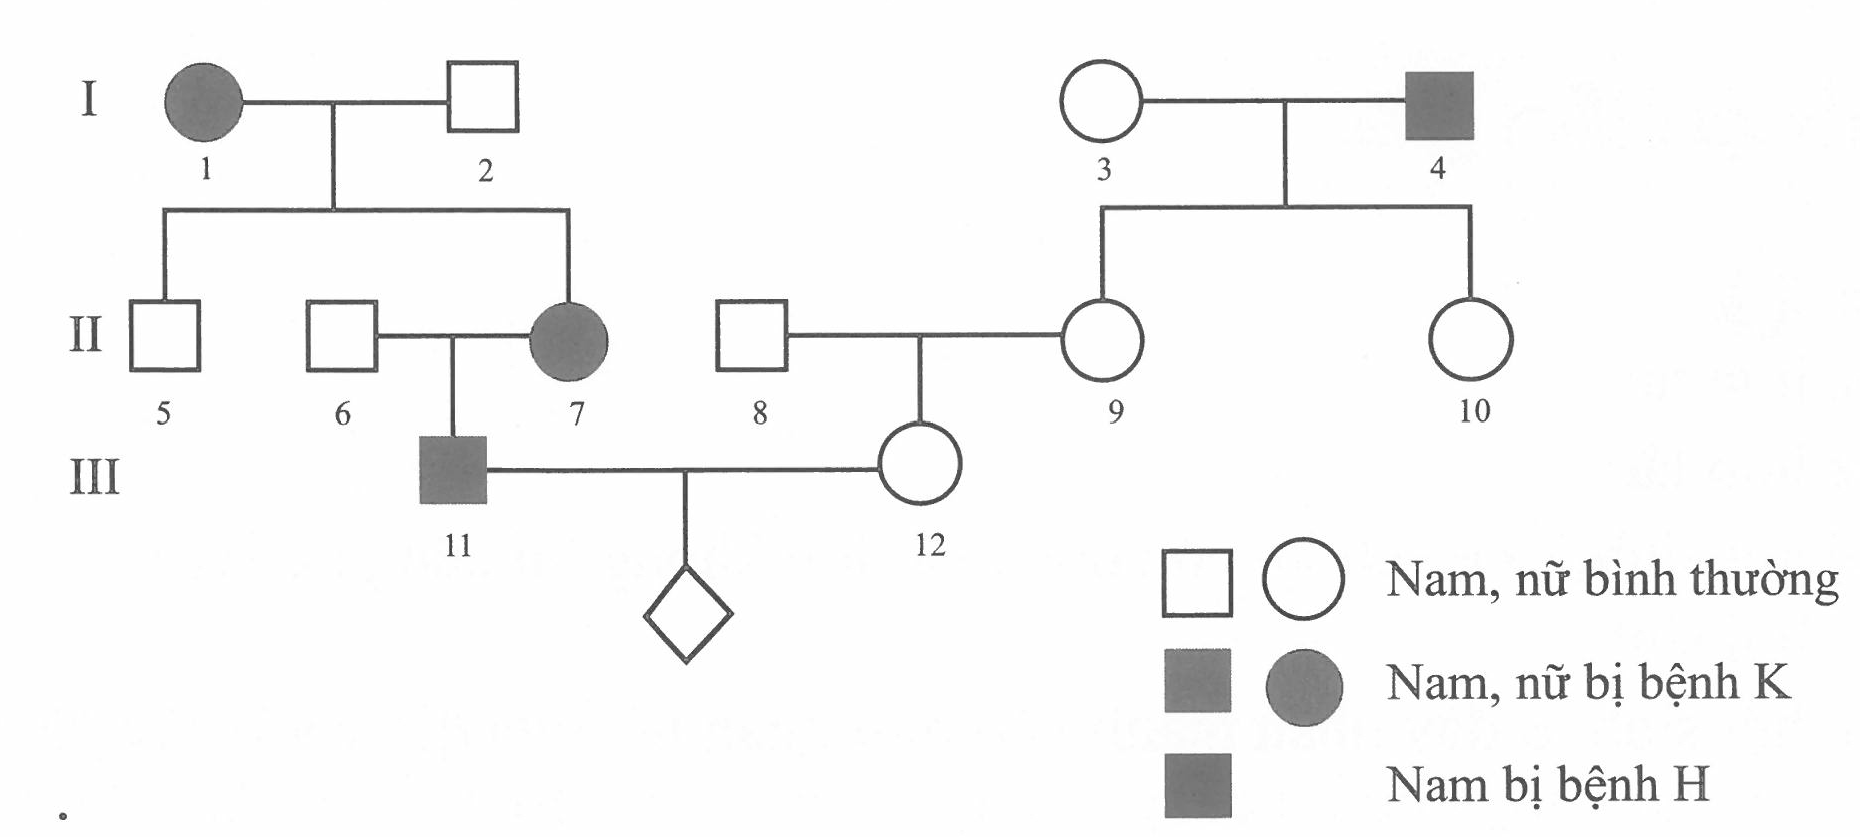 I
1 2 3 4
II
5 6 7 8 9 10
III
11 12
Nam, nữ bình thường
Nam, nữ bị bệnh K
Nam bị bệnh H